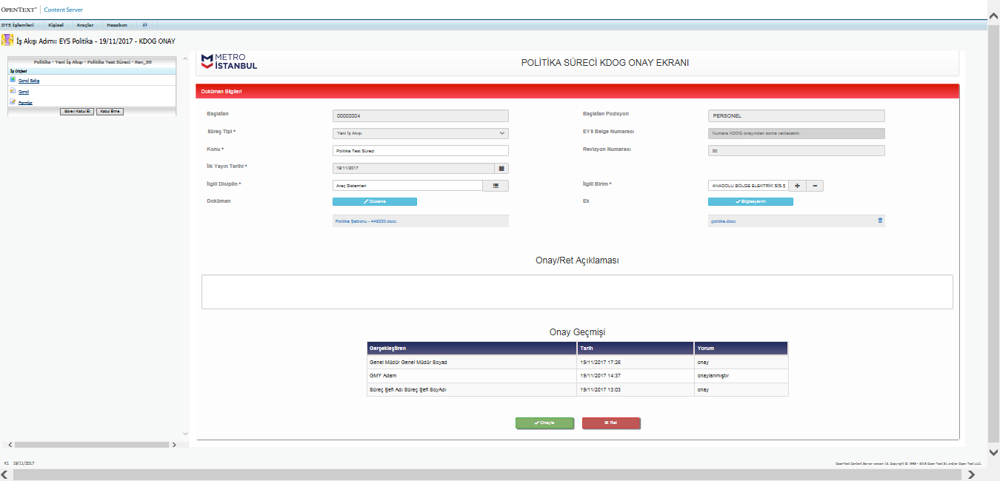 OPENTEXT™ | Content Server
DYS İşlemleri Kişisel Araçlar Hesabım
İş Akışı Adımı: EYS Politika - 19/11/2017 - KDOG ONAY
Politika - Yeni İş Akışı - Politika Test Süreci - Rev_00
İş Objesi
Genel Bakış
Genel
Formlar
Görevi Kabul Et Kabul Etme
METRO
İSTANBUL
POLİTİKA SÜRECİ KDOG ONAY EKRANI
Doküman Bilgileri
Başlatan 00000004 Başlatan Pozisyon PERSONEL
Süreç Tipi * Yeni İş Akışı EYS Belge Numarası Numara KDOG onayından sonra verilecektir.
Konu * Politika Test Süreci Revizyon Numarası 00
İlk Yayın Tarihi * 19/11/2017
İlgili Disiplin * Araç Sistemleri İlgili Birim * ANADOLU BÖLGE ELEKTRİK SİS.Ş
Doküman Düzenle Ek Bilgisayarım
Politika Şablonu - 449320.docx politika.docx
Onay/Ret Açıklaması
Onay Geçmişi
Gerçekleştiren Tarih Yorum
Genel Müdür Genel Müdür Soyad 19/11/2017 17:26 onay
GMY Adam 19/11/2017 14:37 onaylanmıştır
Süreç Şefi Adı Süreç Şefi SoyAdı 19/11/2017 13:03 onay
Onayla Ret
K1 19/11/2017
OpenText Content Server version 16. Copyright © 1995 - 2015 Open Text SA and/or Open Text ULC.